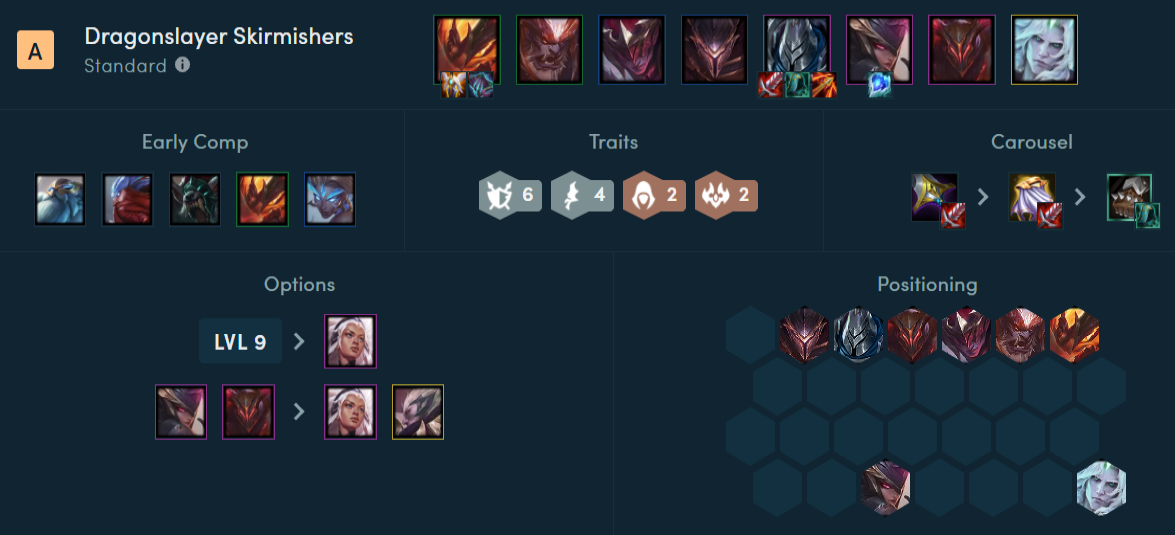 A
Dragonslayer Skirmishers
Standard
Early Comp
Traits
Carousel
6
4
2
2
Options
Positioning
LVL 9